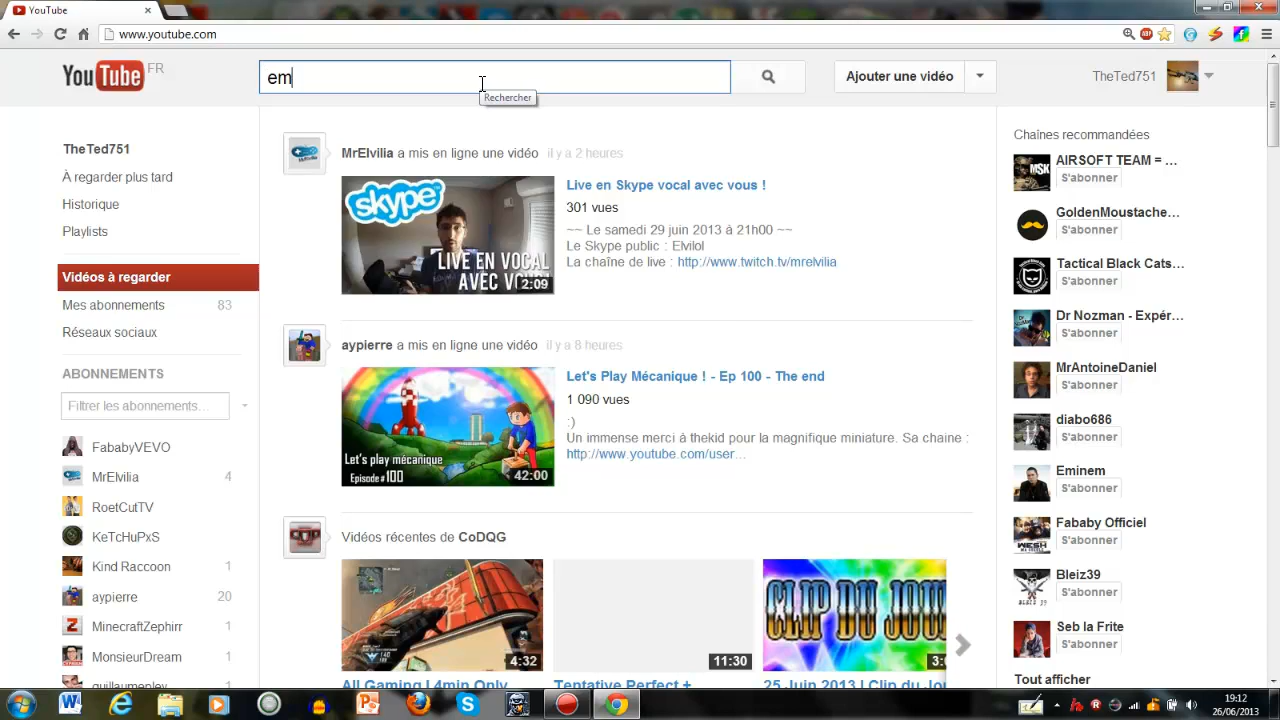 YouTube
www.youtube.com
YouTube FR
em
Rechercher
Ajouter une vidéo
TheTed751
TheTed751
À regarder plus tard
Historique
Playlists
Vidéos à regarder
Mes abonnements 83
Réseaux sociaux
ABONNEMENTS
Filtrer les abonnements...
FababyVEVO
MrElvilia 4
RoetCutTV
KeTcHuPxS
Kind Raccoon 1
aypierre 20
MinecraftZephirr 1
MonsieurDream 1
guillaumepley
MrElvilia a mis en ligne une vidéo il y a 2 heures
skype
LIVE EN VOCAL
AVEC VOUS !
2:09
Live en Skype vocal avec vous !
301 vues
~~ Le samedi 29 juin 2013 à 21h00 ~~
Le Skype public : Elvilol
La chaîne de live : http://www.twitch.tv/mrelvilia
aypierre a mis en ligne une vidéo il y a 8 heures
Let's play mécanique
Episode #100
42:00
Let's Play Mécanique ! - Ep 100 - The end
1 090 vues
:)
Un immense merci à thekid pour la magnifique miniature. Sa chaine :
http://www.youtube.com/user...
Vidéos récentes de CoDQG
4:32
11:30
CLIP DU JOU
3:0
All Gaming | 4min Only
Tentative Perfect +
25 Juin 2013 | Clip du Jou
Chaînes recommandées
AIRSOFT TEAM = ...
S'abonner
GoldenMoustache...
S'abonner
Tactical Black Cats...
S'abonner
Dr Nozman - Expér...
S'abonner
MrAntoineDaniel
S'abonner
diabo686
S'abonner
Eminem
S'abonner
Fababy Officiel
S'abonner
Bleiz39
S'abonner
Seb la Frite
S'abonner
Tout afficher
19:12
26/06/2013